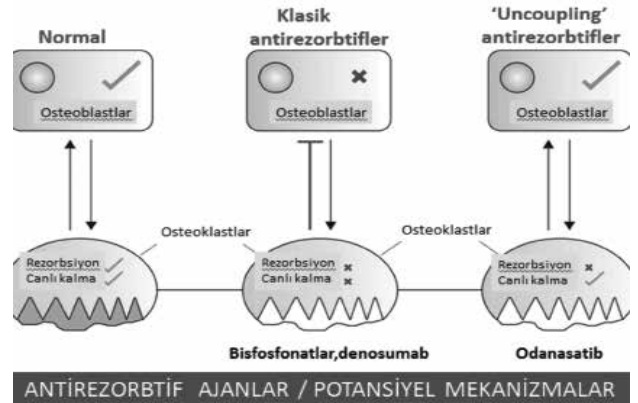 Normal
Klasik
antirezorbtifler
‘Uncoupling’
antirezorbtifler
Osteoblastlar
Osteoblastlar
Osteoblastlar
Osteoklastlar
Osteoklastlar
Rezorbsiyon
Canlı kalma
Rezorbsiyon
Canlı kalma
Rezorbsiyon
Canlı kalma
Bisfosfonatlar,denosumab
Odanasatib
ANTİREZORBTİF AJANLAR / POTANSİYEL MEKANİZMALAR